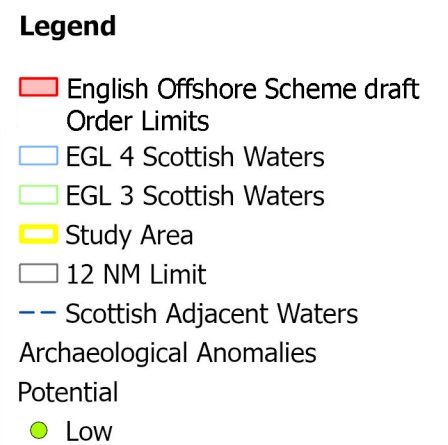 Legend
English Offshore Scheme draft
Order Limits
EGL 4 Scottish Waters
EGL 3 Scottish Waters
Study Area
12 NM Limit
Scottish Adjacent Waters
Archaeological Anomalies
Potential
Low